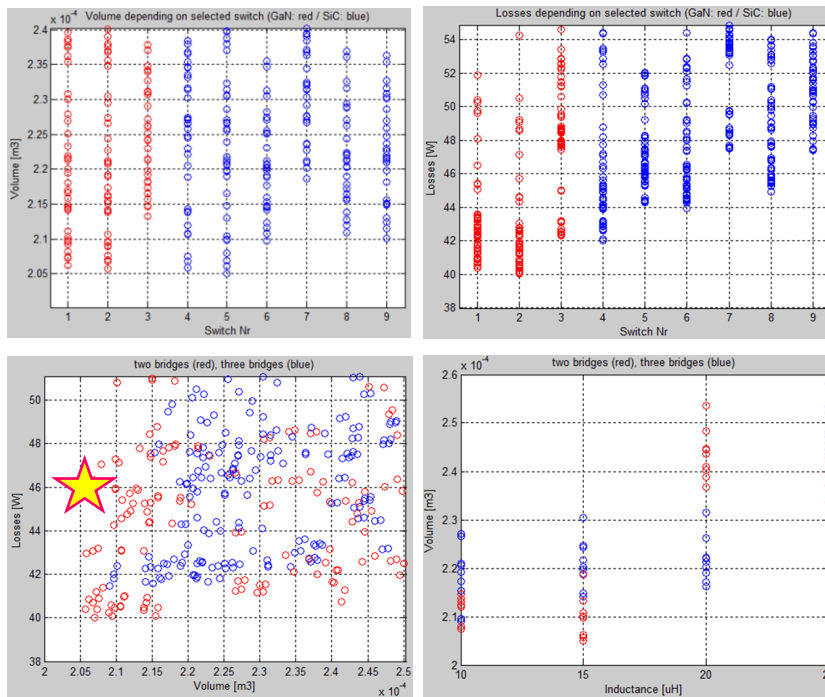 Volume depending on selected switch (GaN: red / SiC: blue)
x 10
-4
2.4
2.35
2.3
2.25
2.2
2.15
2.1
2.05
Volume [m3]
1 2 3 4 5 6 7 8 9
Switch Nr
Losses depending on selected switch (GaN: red / SiC: blue)
54
52
50
48
46
44
42
40
38
Losses [W]
1 2 3 4 5 6 7 8 9
Switch Nr
two bridges (red), three bridges (blue)
50
48
46
44
42
40
38
Losses [W]
2 2.05 2.1 2.15 2.2 2.25 2.3 2.35 2.4 2.45 2.5
Volume [m3]
x 10
-4
two bridges (red), three bridges (blue)
x 10
-4
2.6
2.5
2.4
2.3
2.2
2.1
2
Volume [m3]
10 15 20
Inductance [uH]